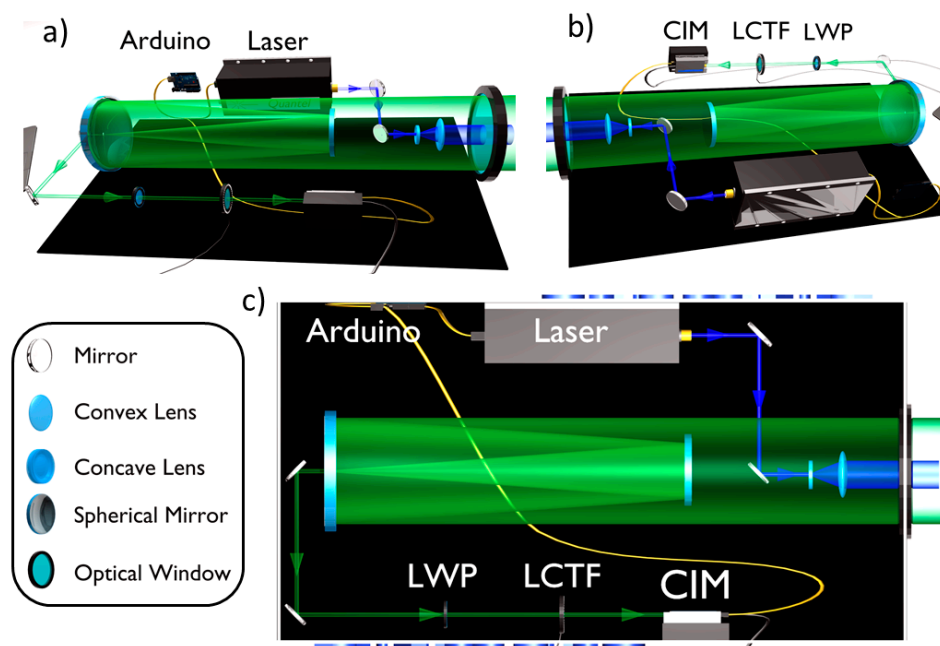 a)
Arduino Laser
Quantel
b)
CIM LCTF LWP
c)
Arduino Laser
LWP LCTF CIM
Mirror
Convex Lens
Concave Lens
Spherical Mirror
Optical Window